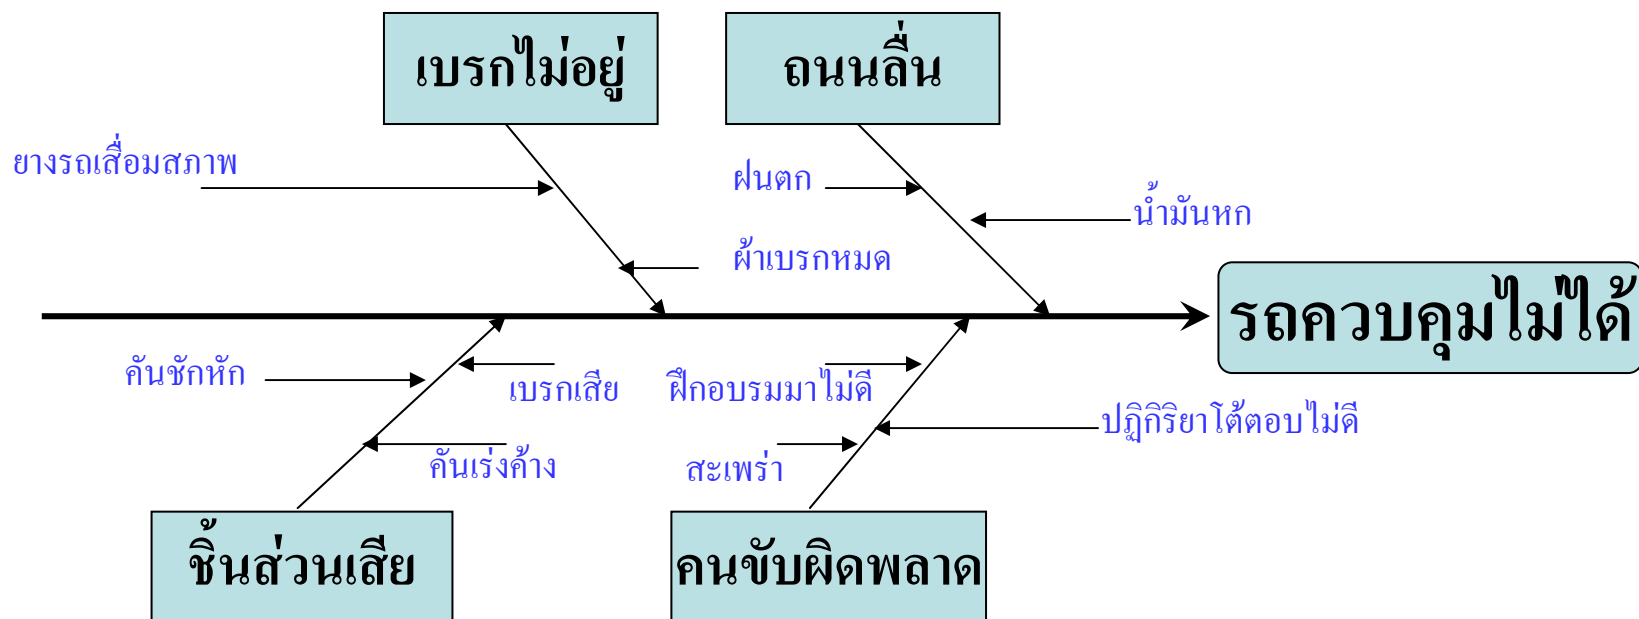 เบรกไม่อยู่
ถนนลื่น
ยางรถเสื่อมสภาพ
ฝนตก
น้ำมันหก
ผ้าเบรกหมด
รถควบคุมไม่ได้
คันชักหัก
เบรกเสีย
ฝึกอบรมมาไม่ดี
ปฏิกิริยาโต้ตอบไม่ดี
คันเร่งค้าง
สะเพร่า
ชิ้นส่วนเสีย
คนขับผิดพลาด